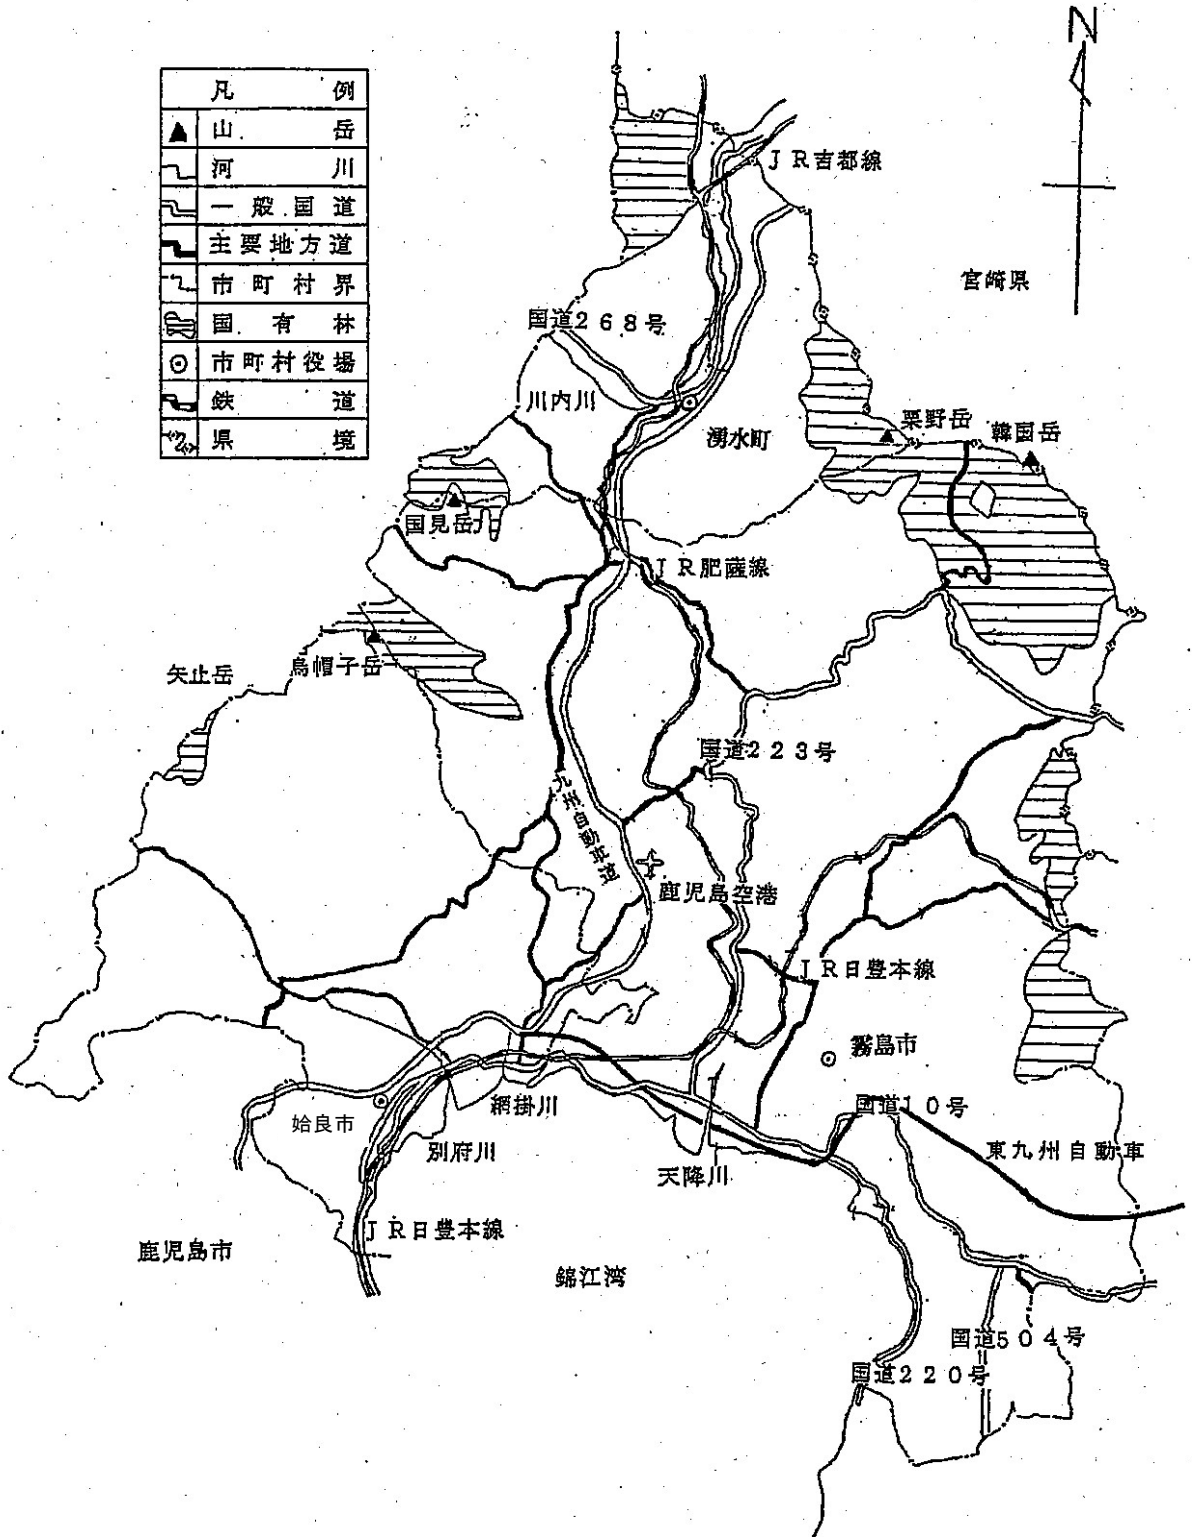 N
凡例
山岳
河川
一般国道
主要地方道
市町村界
国有林
市町村役場
鉄道
県境
JR吉都線
宮崎県
国道268号
川内川
湧水町
栗野岳
韓国岳
国見岳
JR肥薩線
矢止岳
烏帽子岳
国道223号
九州自動車道
鹿児島空港
JR日豊本線
霧島市
網掛川
国道10号
姶良市
別府川
天降川
東九州自動車
JR日豊本線
鹿児島市
錦江湾
国道504号
国道220号